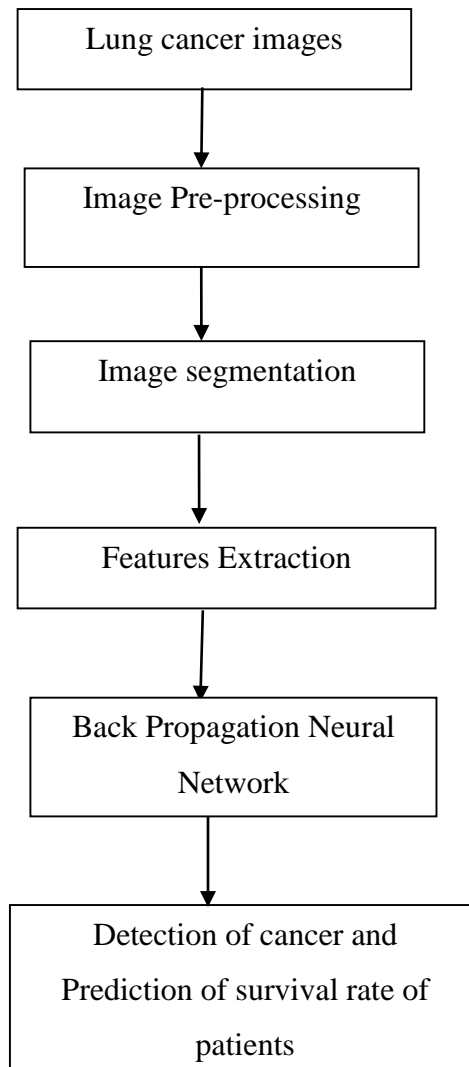 Lung cancer images
Image Pre-processing
Image segmentation
Features Extraction
Back Propagation Neural
Network
Detection of cancer and
Prediction of survival rate of
patients